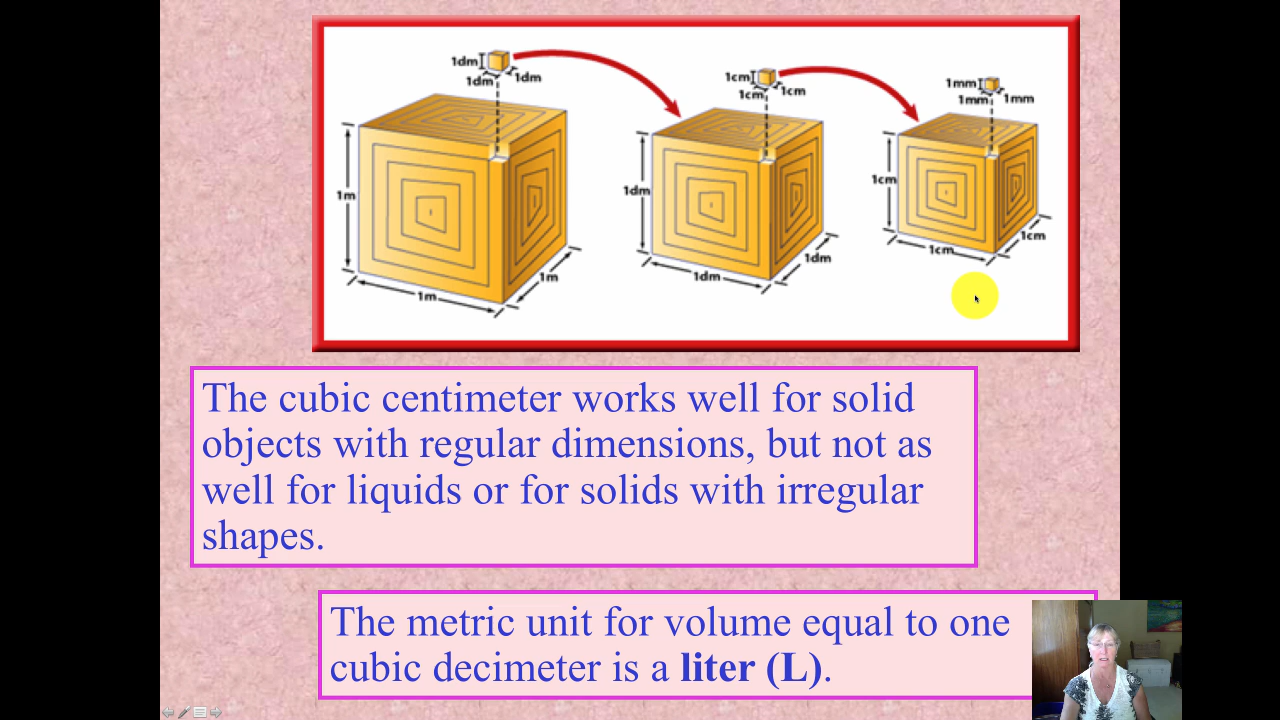 1dm
1dm
1dm
1m
1m
1m
1cm
1cm
1cm
1dm
1dm
1dm
1mm
1mm
1mm
1cm
1cm
1cm
The cubic centimeter works well for solid
objects with regular dimensions, but not as
well for liquids or for solids with irregular
shapes.
The metric unit for volume equal to one
cubic decimeter is a liter (L).